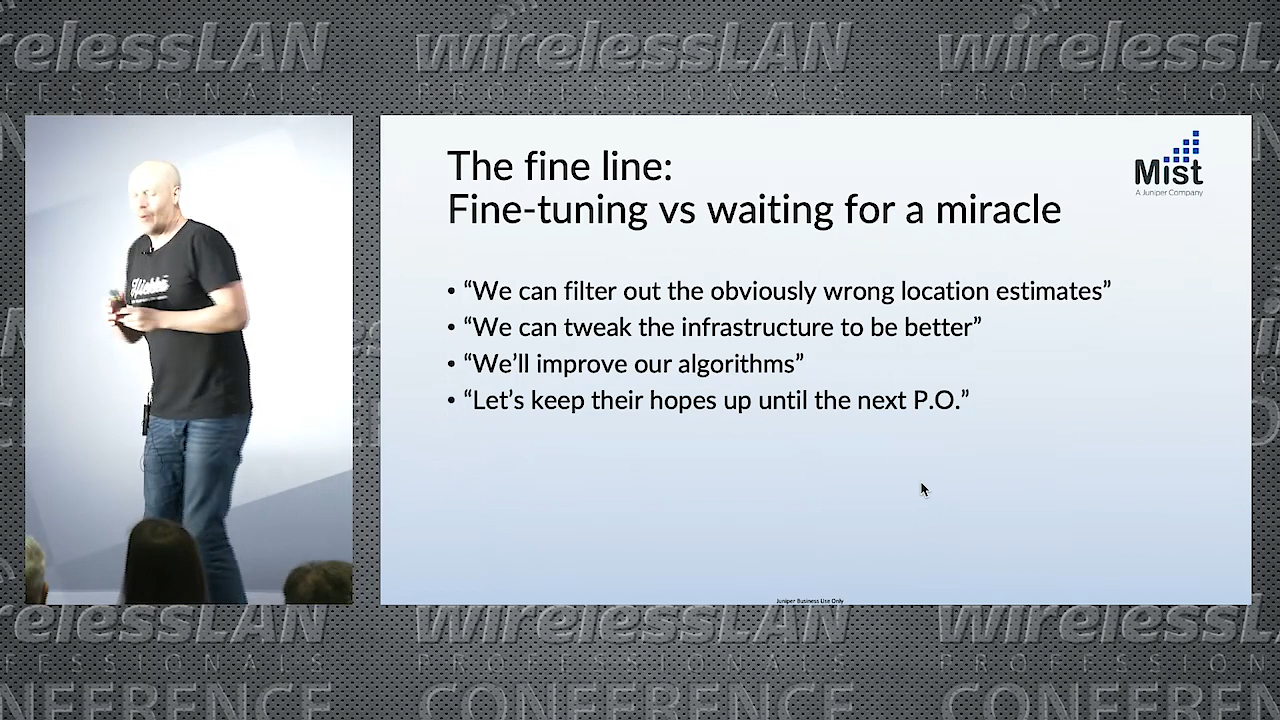 wirelessLAN
PROFESSIONALS
The fine line:
Fine-tuning vs waiting for a miracle
Mist
A Juniper Company
• “We can filter out the obviously wrong location estimates”
• “We can tweak the infrastructure to be better”
• “We’ll improve our algorithms”
• “Let’s keep their hopes up until the next P.O.”
Juniper Business Use Only
wirelessLAN
PROFESSIONALS
CONFERENCE